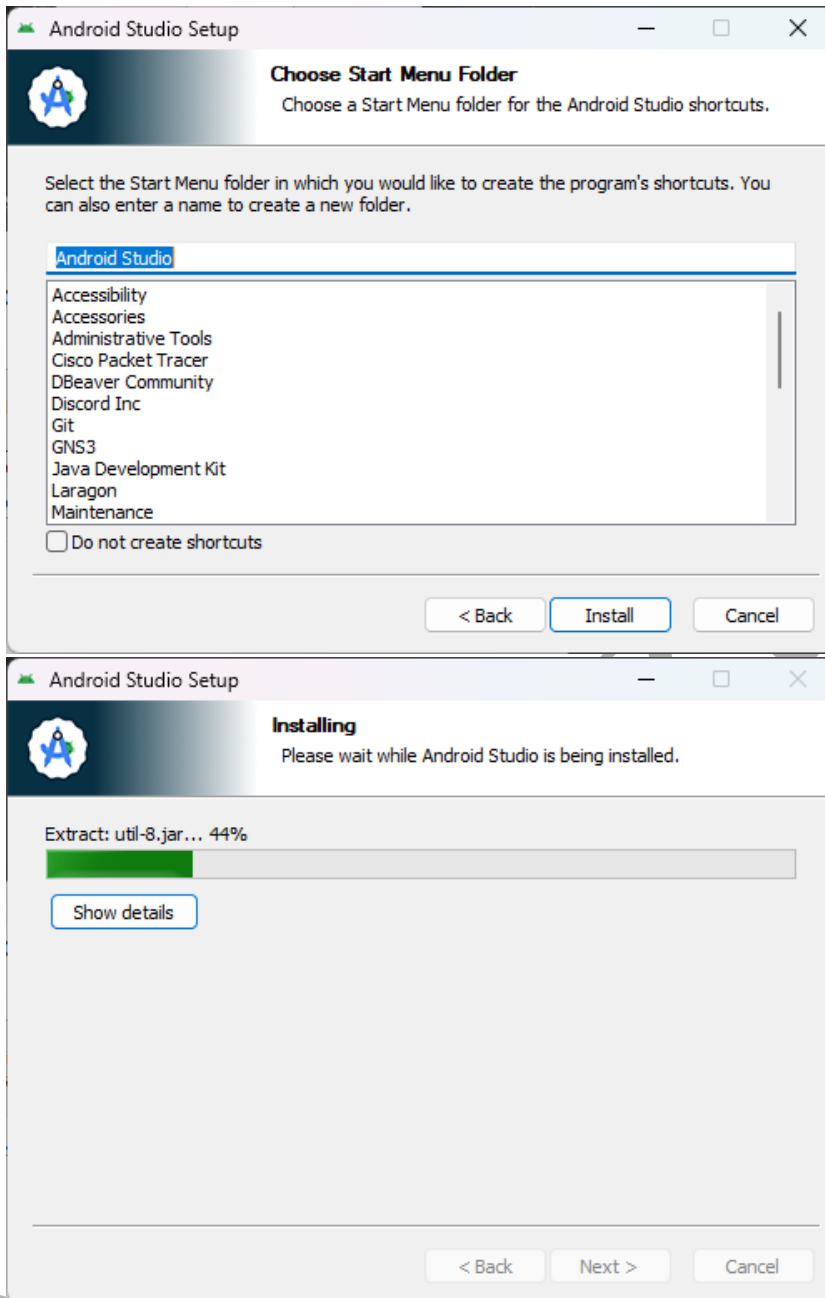 Android Studio Setup
Choose Start Menu Folder
Choose a Start Menu folder for the Android Studio shortcuts.
Select the Start Menu folder in which you would like to create the program's shortcuts. You
can also enter a name to create a new folder.
Android Studio
Accessibility
Accessories
Administrative Tools
Cisco Packet Tracer
DBeaver Community
Discord Inc
Git
GNS3
Java Development Kit
Laragon
Maintenance
Do not create shortcuts
< Back Install Cancel
Android Studio Setup
Installing
Please wait while Android Studio is being installed.
Extract: util-8.jar... 44%
Show details
< Back Next > Cancel